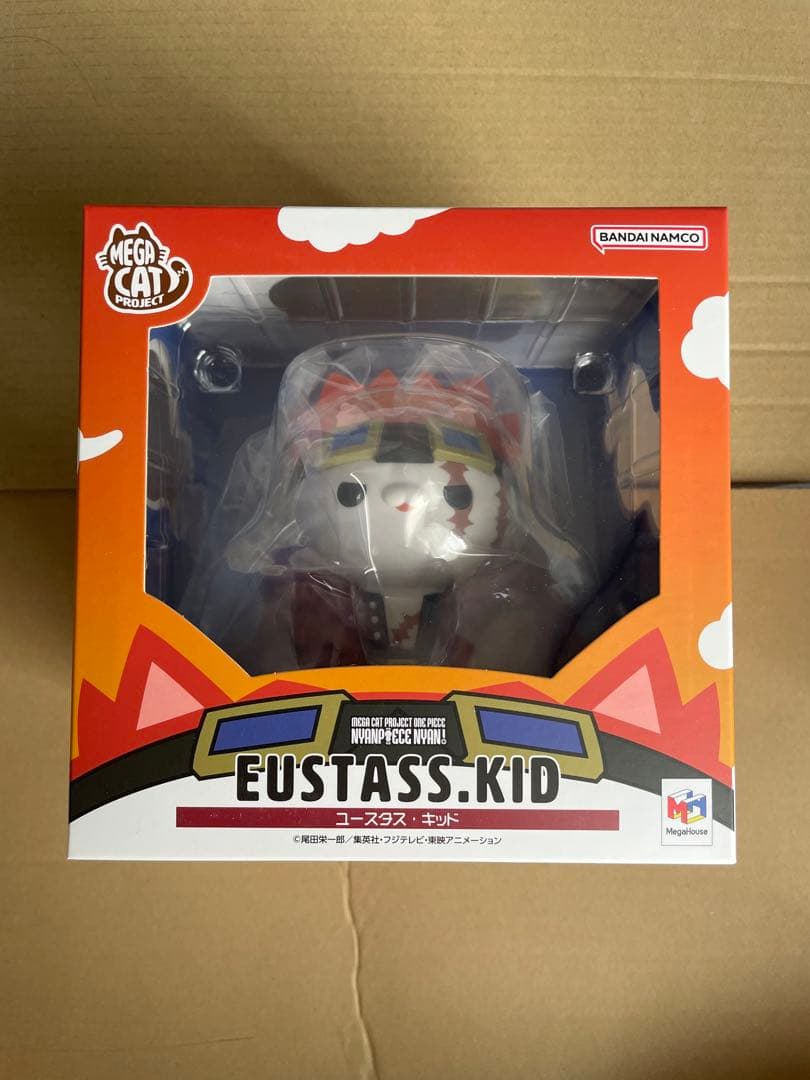 MEGA
CAT
PROJECT
BANDAI NAMCO
MEGA CAT PROJECT ONE PIECE
NYANPIECE NYAN!
EUSTASS.KID
ユースタス・キッド
©尾田栄一郎/集英社・フジテレビ・東映アニメーション
MegaHouse